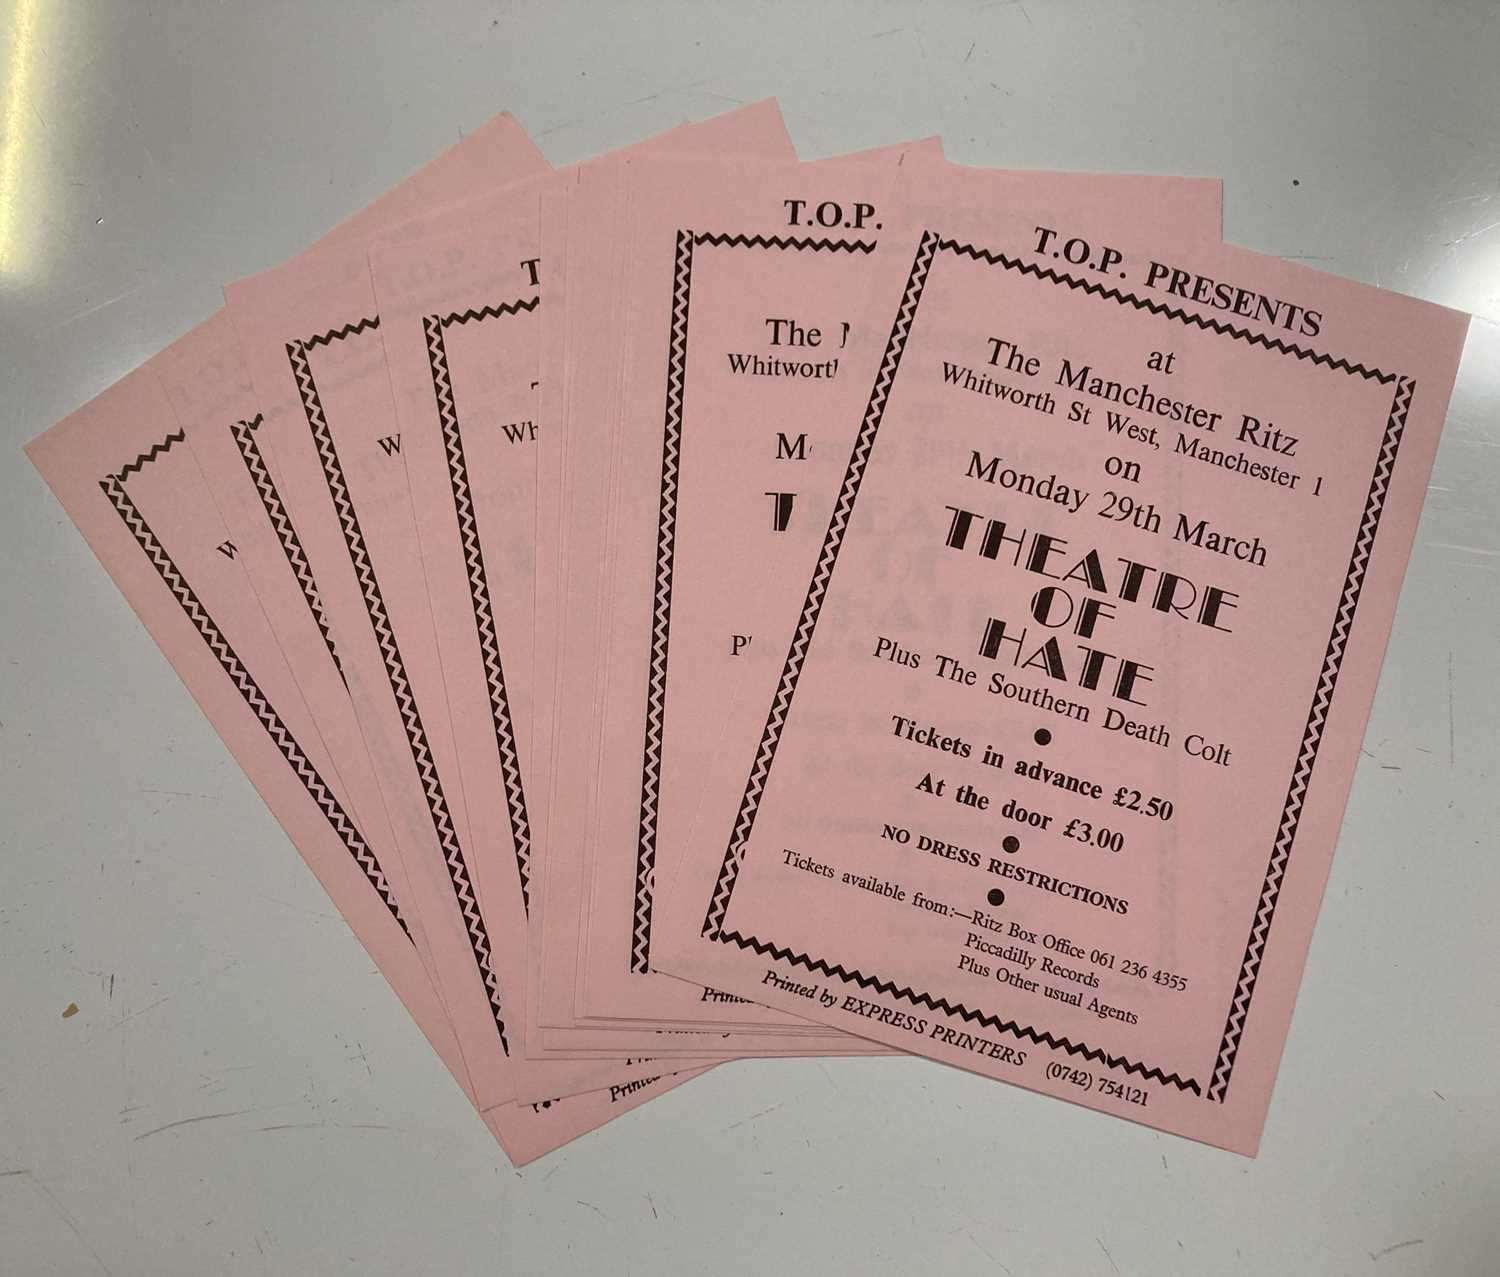 T.O.P. PRESENTS
at
The Manchester Ritz
Whitworth St West, Manchester 1
on
Monday 29th March
THEATRE
OF
HATE
Plus The Southern Death Colt
Tickets in advance £2.50
At the door £3.00
NO DRESS RESTRICTIONS
Tickets available from:—Ritz Box Office 061 236 4355
Piccadilly Records
Plus Other usual Agents
Printed by EXPRESS PRINTERS (0742) 754121
T.O.P.
The